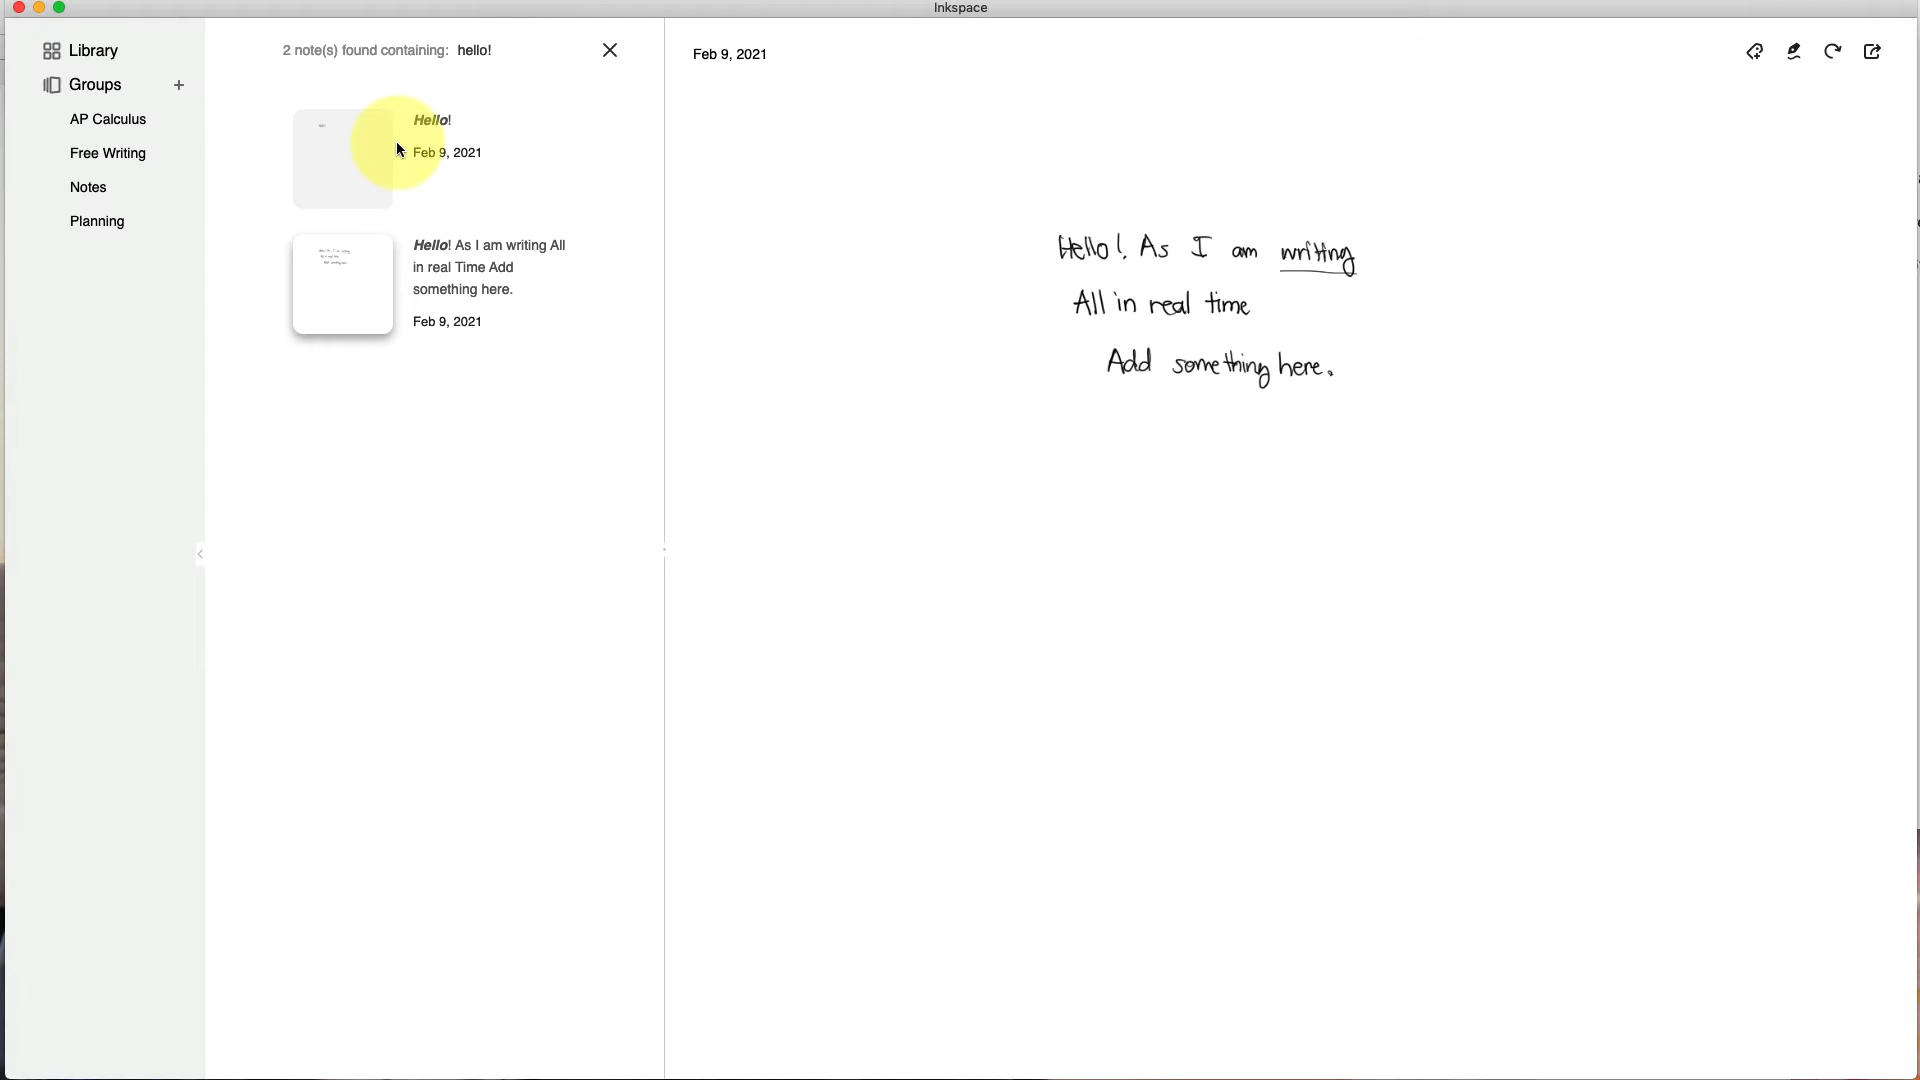 Inkspace
Library
Groups
AP Calculus
Free Writing
Notes
Planning
2 note(s) found containing: hello!
Hello!
Feb 9, 2021
Hello! As I am writing All
in real Time Add
something here.
Feb 9, 2021
Feb 9, 2021
Hello! As I am writing
All in real time
Add something here.